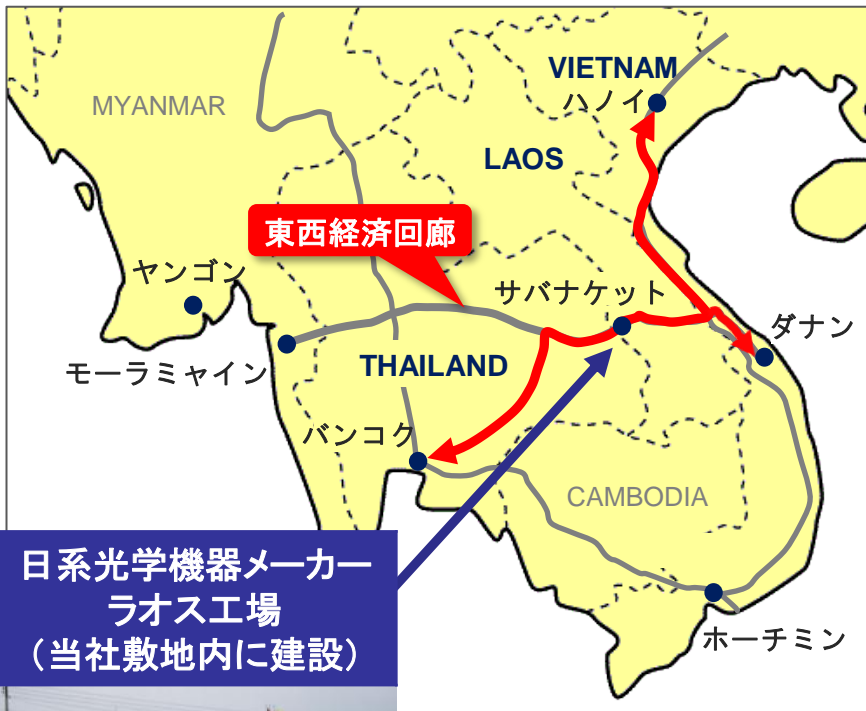 VIETNAM
ハノイ
MYANMAR
LAOS
東西経済回廊
ヤンゴン
サバナケット
ダナン
モーラミャイン
THAILAND
バンコク
CAMBODIA
日系光学機器メーカー
ラオス工場
（当社敷地内に建設）
ホーチミン